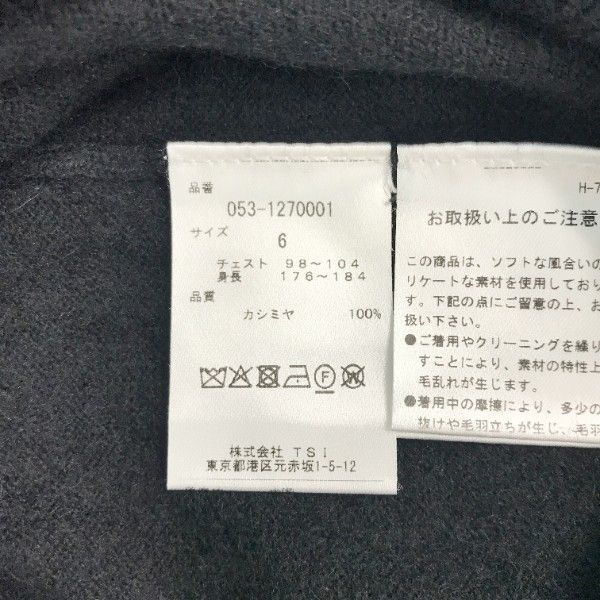 品番
053-1270001
サイズ
6
チェスト 98～104
身長 176～184
品質
カシミヤ 100%
株式会社 TSI
東京都港区元赤坂1-5-12
H-7
お取扱い上のご注意
この商品は、ソフトな風合いの
リケートな素材を使用しており
す。下記の点にご留意の上、お
扱い下さい。
●ご着用やクリーニングを繰り
すことにより、素材の特性上
毛乱れが生じます。
●着用中の摩擦により、多少の
抜けや毛羽立ちが生じ、毛羽